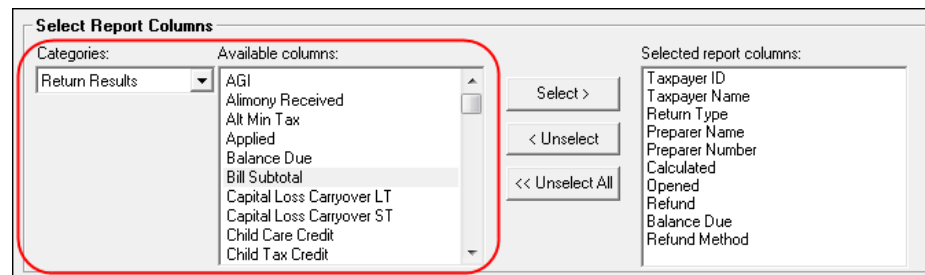 Select Report Columns
Categories:
Return Results
Available columns:
AGI
Alimony Received
Alt Min Tax
Applied
Balance Due
Bill Subtotal
Capital Loss Carryover LT
Capital Loss Carryover ST
Child Care Credit
Child Tax Credit
Select >
< Unselect
<< Unselect All
Selected report columns:
Taxpayer ID
Taxpayer Name
Return Type
Preparer Name
Preparer Number
Calculated
Opened
Refund
Balance Due
Refund Method